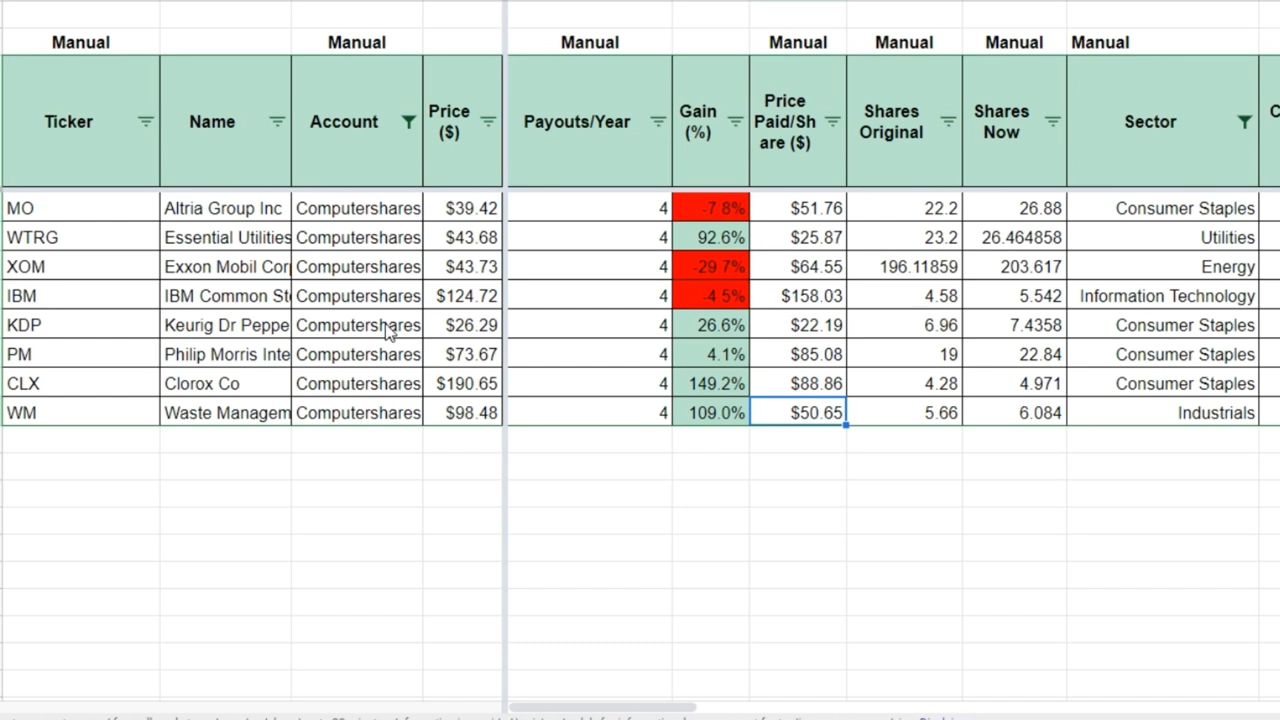 Manual Manual Manual Manual Manual Manual Manual
Ticker Name Account Price ($) Payouts/Year Gain (%) Price Paid/Sh are ($) Shares Original Shares Now Sector C
MO Altria Group Inc Computershares $39.42 4 -7.8% $51.76 22.2 26.88 Consumer Staples
WTRG Essential Utilities Computershares $43.68 4 92.6% $25.87 23.2 26.464858 Utilities
XOM Exxon Mobil Cor Computershares $43.73 4 -29.7% $64.55 196.11859 203.617 Energy
IBM IBM Common St Computershares $124.72 4 -4.5% $158.03 4.58 5.542 Information Technology
KDP Keurig Dr Peppe Computershares $26.29 4 26.6% $22.19 6.96 7.4358 Consumer Staples
PM Philip Morris Inte Computershares $73.67 4 4.1% $85.08 19 22.84 Consumer Staples
CLX Clorox Co Computershares $190.65 4 149.2% $88.86 4.28 4.971 Consumer Staples
WM Waste Managem Computershares $98.48 4 109.0% $50.65 5.66 6.084 Industrials